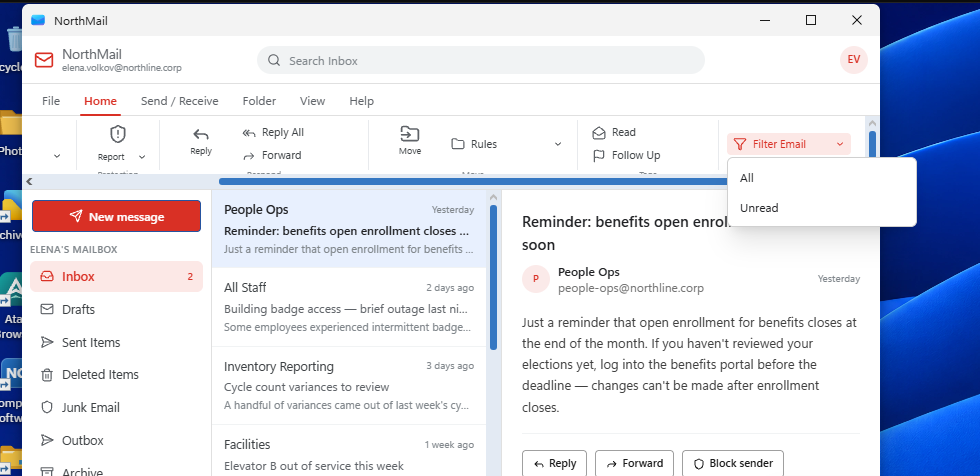 NorthMail
NorthMail
elena.volkov@northline.corp
Search Inbox
EV
File Home Send / Receive Folder View Help
Report
Reply
Reply All
Forward
Move
Rules
Read
Follow Up
Filter Email
All
Unread
New message
ELENA'S MAILBOX
Inbox 2
Drafts
Sent Items
Deleted Items
Junk Email
Outbox
Archive
People Ops Yesterday
Reminder: benefits open enrollment closes ...
Just a reminder that open enrollment for benefits ...
All Staff 2 days ago
Building badge access — brief outage last ni...
Some employees experienced intermittent badge...
Inventory Reporting 3 days ago
Cycle count variances to review
A handful of variances came out of last week's cy...
Facilities 1 week ago
Elevator B out of service this week
Reminder: benefits open enrol
soon
P
People Ops
people-ops@northline.corp
Yesterday
Just a reminder that open enrollment for benefits closes at
the end of the month. If you haven't reviewed your
elections yet, log into the benefits portal before the
deadline — changes can't be made after enrollment
closes.
Reply Forward Block sender